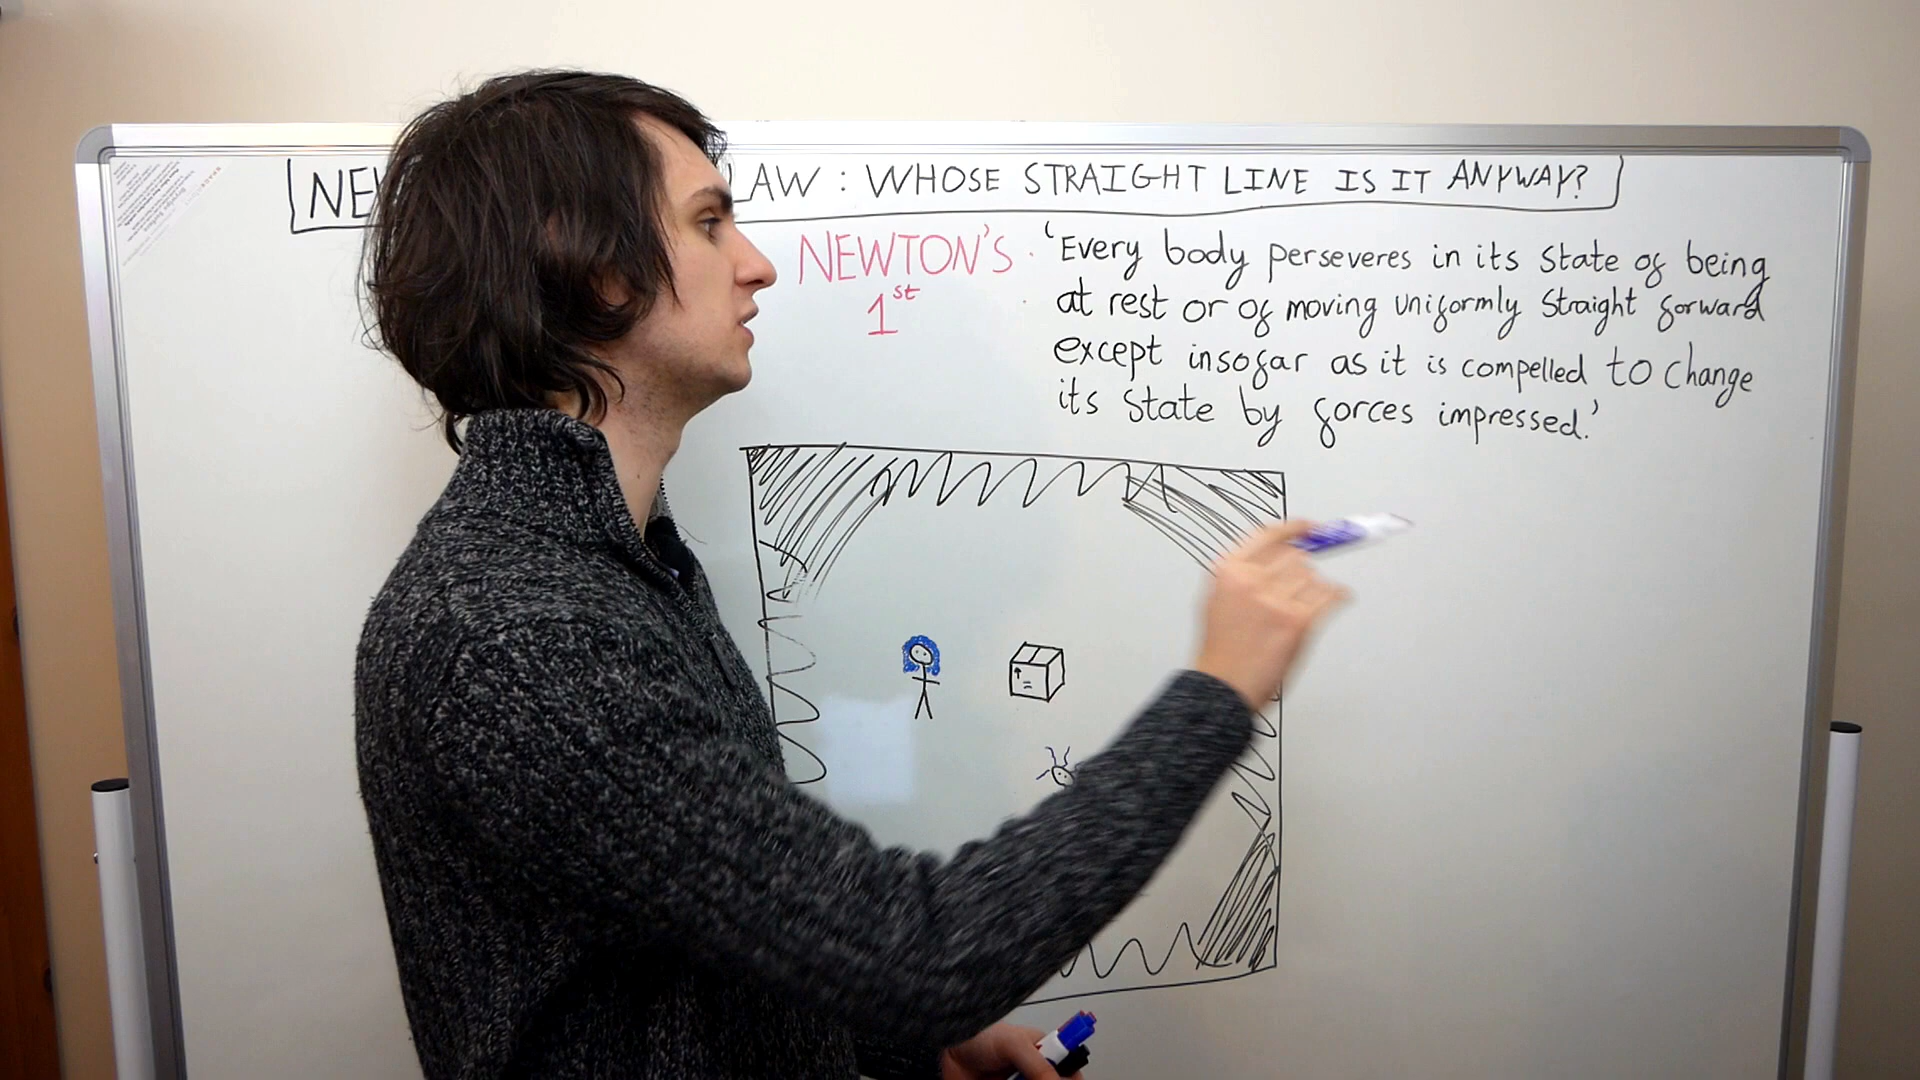 NEW LAW : WHOSE STRAIGHT LINE IS IT ANYWAY?
NEWTON'S
1st
'Every body perseveres in its state of being
at rest or of moving uniformly straight forward
except insofar as it is compelled to change
its state by forces impressed.'